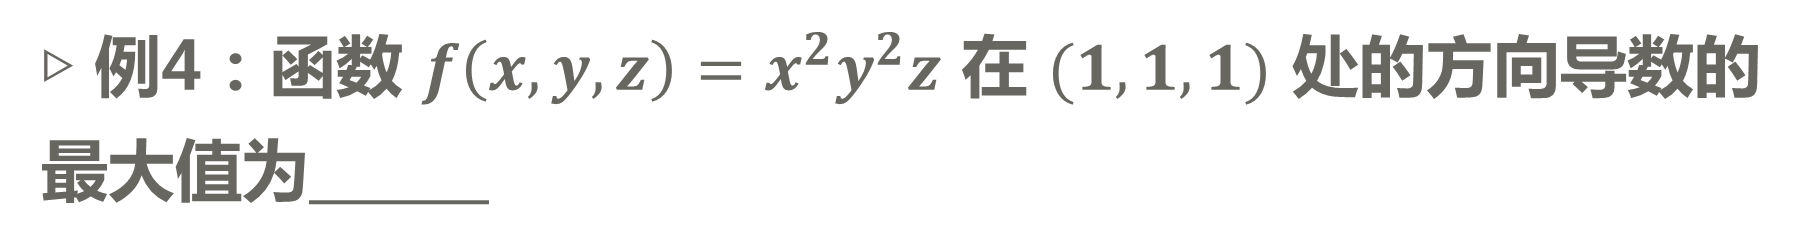 ▷ 例4：函数 f(x, y, z) = x²y²z 在 (1, 1, 1) 处的方向导数的
最大值为______